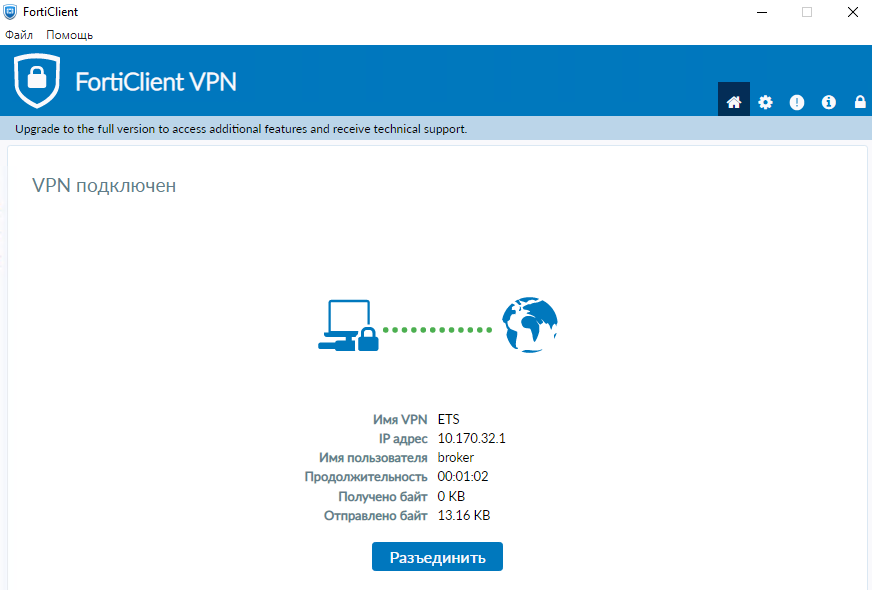 FortiClient
Файл Помощь
FortiClient VPN
Upgrade to the full version to access additional features and receive technical support.
VPN подключен
Имя VPN ETS
IP адрес 10.170.32.1
Имя пользователя broker
Продолжительность 00:01:02
Получено байт 0 KB
Отправлено байт 13.16 KB
Разъединить